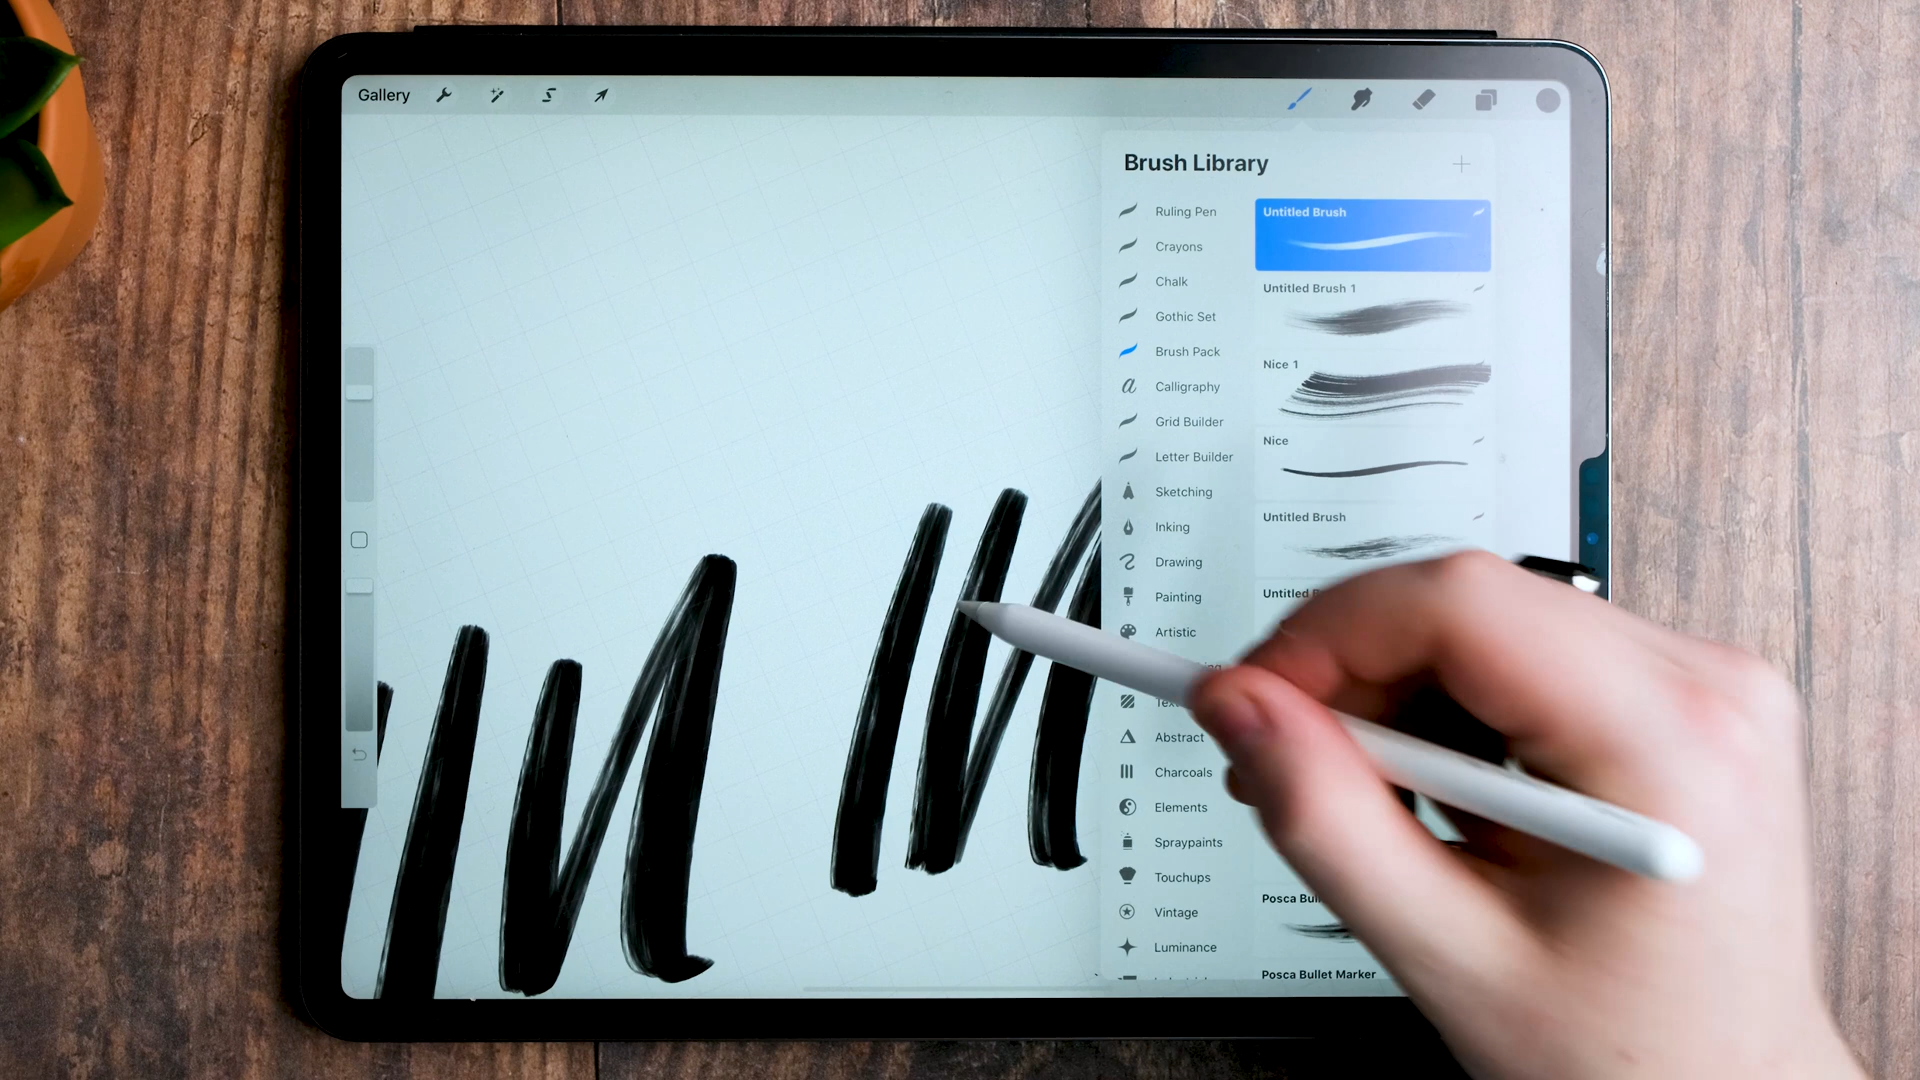 Gallery
Brush Library
Ruling Pen
Crayons
Chalk
Gothic Set
Brush Pack
Calligraphy
Grid Builder
Letter Builder
Sketching
Inking
Drawing
Painting
Artistic
Abstract
Charcoals
Elements
Spraypaints
Touchups
Vintage
Luminance
Untitled Brush
Untitled Brush 1
Nice 1
Nice
Untitled Brush
Posca
Posca Bullet Marker